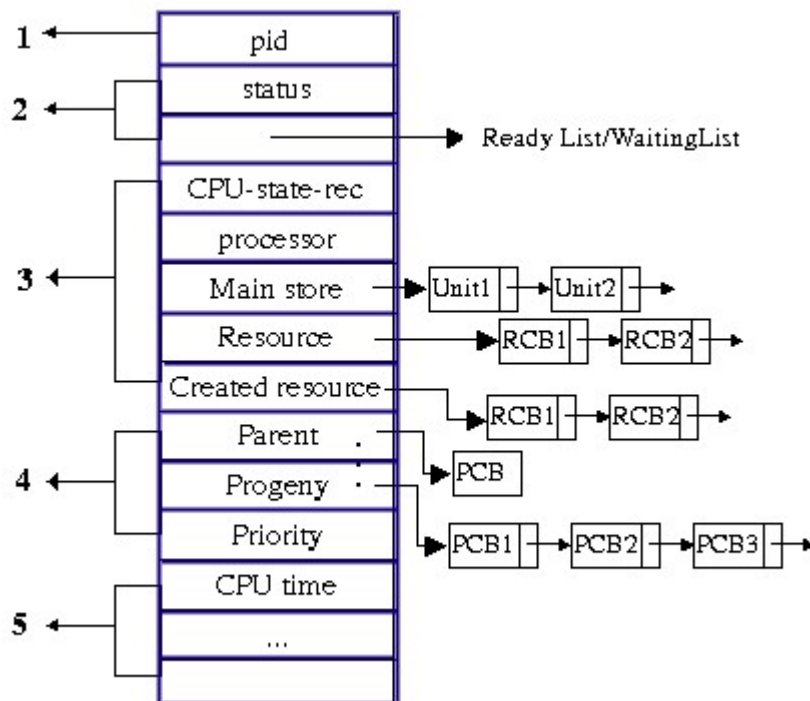 1
pid
status
2
Ready List/WaitingList
CPU-state-rec
processor
3
Main store
Unit1
Unit2
Resource
RCB1
RCB2
Created resource
RCB1
RCB2
Parent
PCB
4
Progeny
Priority
PCB1
PCB2
PCB3
CPU time
5
...